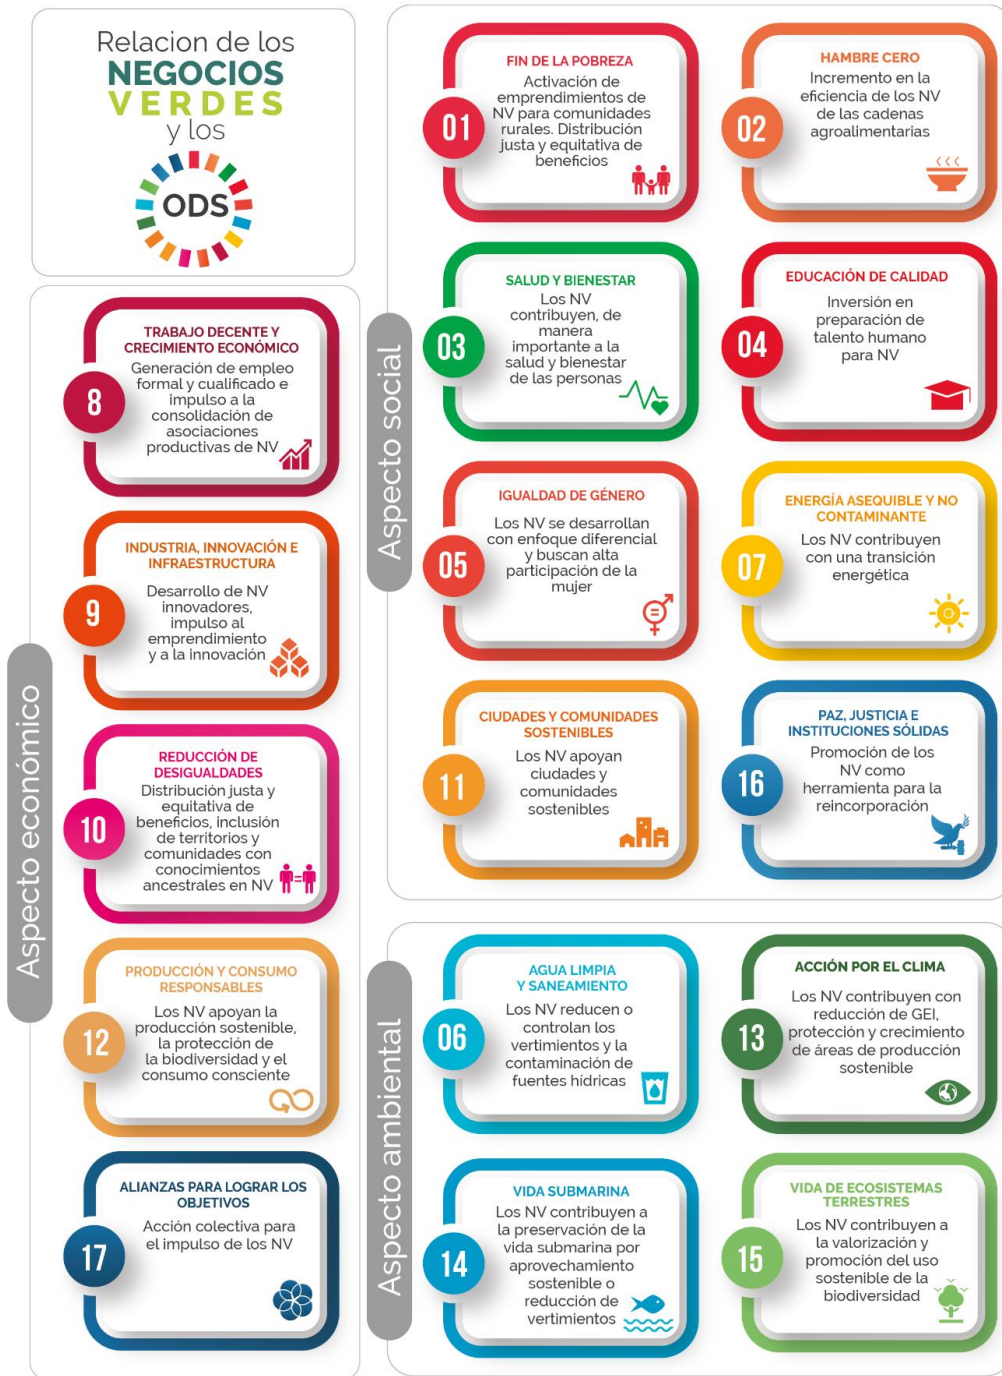 Relacion de los
NEGOCIOS
VERDES
y los
ODS
Aspecto económico
8
TRABAJO DECENTE Y
CRECIMIENTO ECONÓMICO
Generación de empleo
formal y cualificado e
impulso a la
consolidación de
asociaciones
productivas de NV
9
INDUSTRIA, INNOVACIÓN E
INFRAESTRUCTURA
Desarrollo de NV
innovadores,
impulso al
emprendimiento
y a la innovación
10
REDUCCIÓN DE
DESIGUALDADES
Distribución justa y
equitativa de
beneficios, inclusión
de territorios y
comunidades con
conocimientos
ancestrales en NV
12
PRODUCCIÓN Y CONSUMO
RESPONSABLES
Los NV apoyan la
producción sostenible,
la protección de
la biodiversidad y el
consumo consciente
17
ALIANZAS PARA LOGRAR LOS
OBJETIVOS
Acción colectiva para
el impulso de los NV
Aspecto social
01
FIN DE LA POBREZA
Activación de
emprendimientos de
NV para comunidades
rurales. Distribución
justa y equitativa de
beneficios
02
HAMBRE CERO
Incremento en la
eficiencia de los NV
de las cadenas
agroalimentarias
03
SALUD Y BIENESTAR
Los NV
contribuyen, de
manera
importante a la
salud y bienestar
de las personas
04
EDUCACIÓN DE CALIDAD
Inversión en
preparación de
talento humano
para NV
05
IGUALDAD DE GÉNERO
Los NV se desarrollan
con enfoque diferencial
y buscan alta
participación de la
mujer
07
ENERGÍA ASEQUIBLE Y NO
CONTAMINANTE
Los NV contribuyen
con una transición
energética
11
CIUDADES Y COMUNIDADES
SOSTENIBLES
Los NV apoyan
ciudades y
comunidades
sostenibles
16
PAZ, JUSTICIA E
INSTITUCIONES SÓLIDAS
Promoción de los
NV como
herramienta para la
reincorporación
Aspecto ambiental
06
AGUA LIMPIA
Y SANEAMIENTO
Los NV reducen o
controlan los
vertimientos y la
contaminación de
fuentes hídricas
13
ACCIÓN POR EL CLIMA
Los NV contribuyen con
reducción de GEI,
protección y crecimiento
de áreas de producción
sostenible
14
VIDA SUBMARINA
Los NV contribuyen a
la preservación de la
vida submarina por
aprovechamiento
sostenible o
reducción de
vertimientos
15
VIDA DE ECOSISTEMAS
TERRESTRES
Los NV contribuyen a
la valorización y
promoción del uso
sostenible de la
biodiversidad